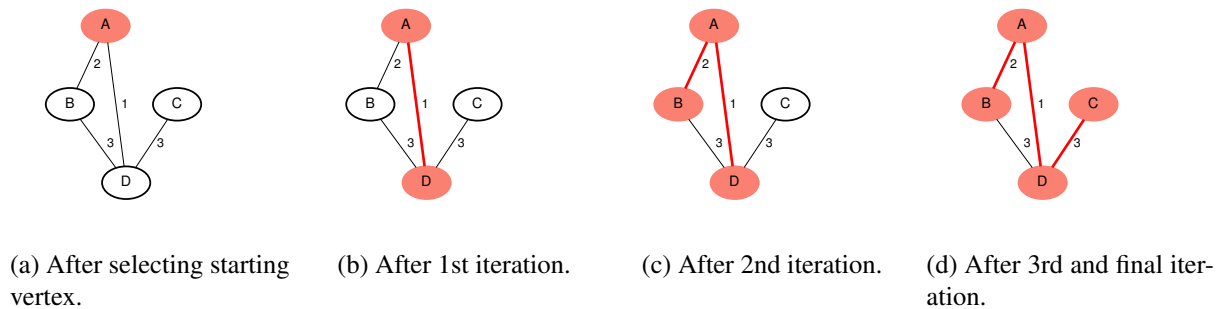 A
A
A
A
2
2
2
2
B
1
C
B
1
C
B
1
C
B
1
C
3
3
3
3
3
3
3
3
D
D
D
D
(a) After selecting starting
vertex.
(b) After 1st iteration.
(c) After 2nd iteration.
(d) After 3rd and final iter-
ation.